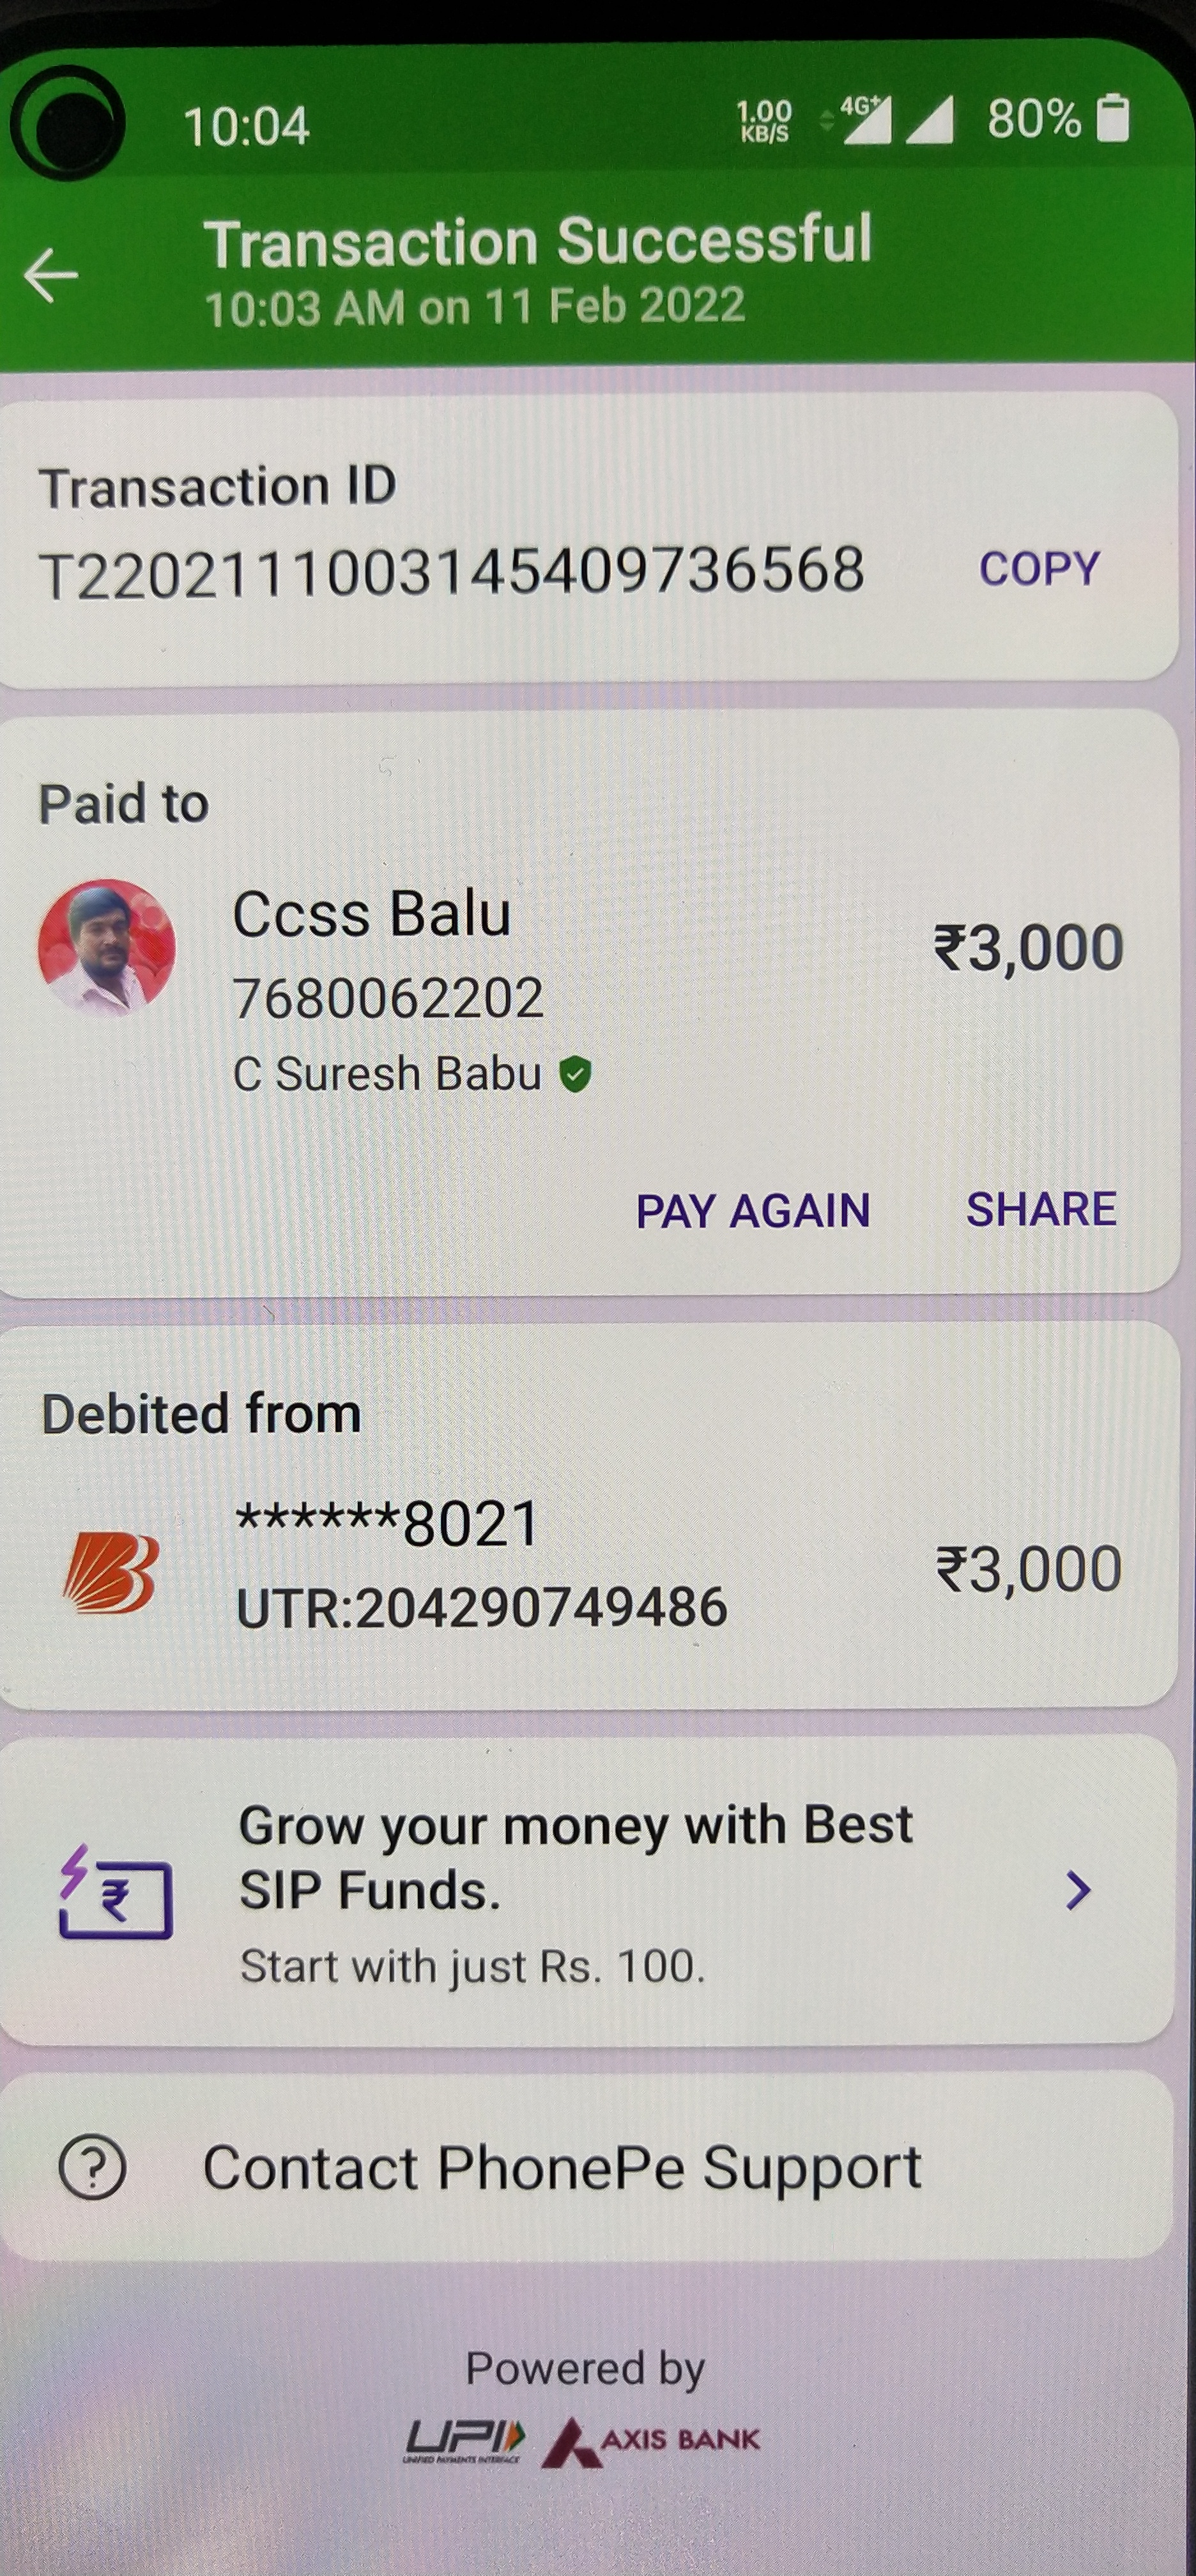 10:04
1.00
KB/S
4G+
80%
Transaction Successful
10:03 AM on 11 Feb 2022
Transaction ID
T2202111003145409736568
COPY
Paid to
Ccss Balu
₹3,000
7680062202
C Suresh Babu
PAY AGAIN
SHARE
Debited from
******8021
₹3,000
UTR:204290749486
Grow your money with Best
SIP Funds.
Start with just Rs. 100.
Contact PhonePe Support
Powered by
UPI
UNIFIED PAYMENTS INTERFACE
AXIS BANK